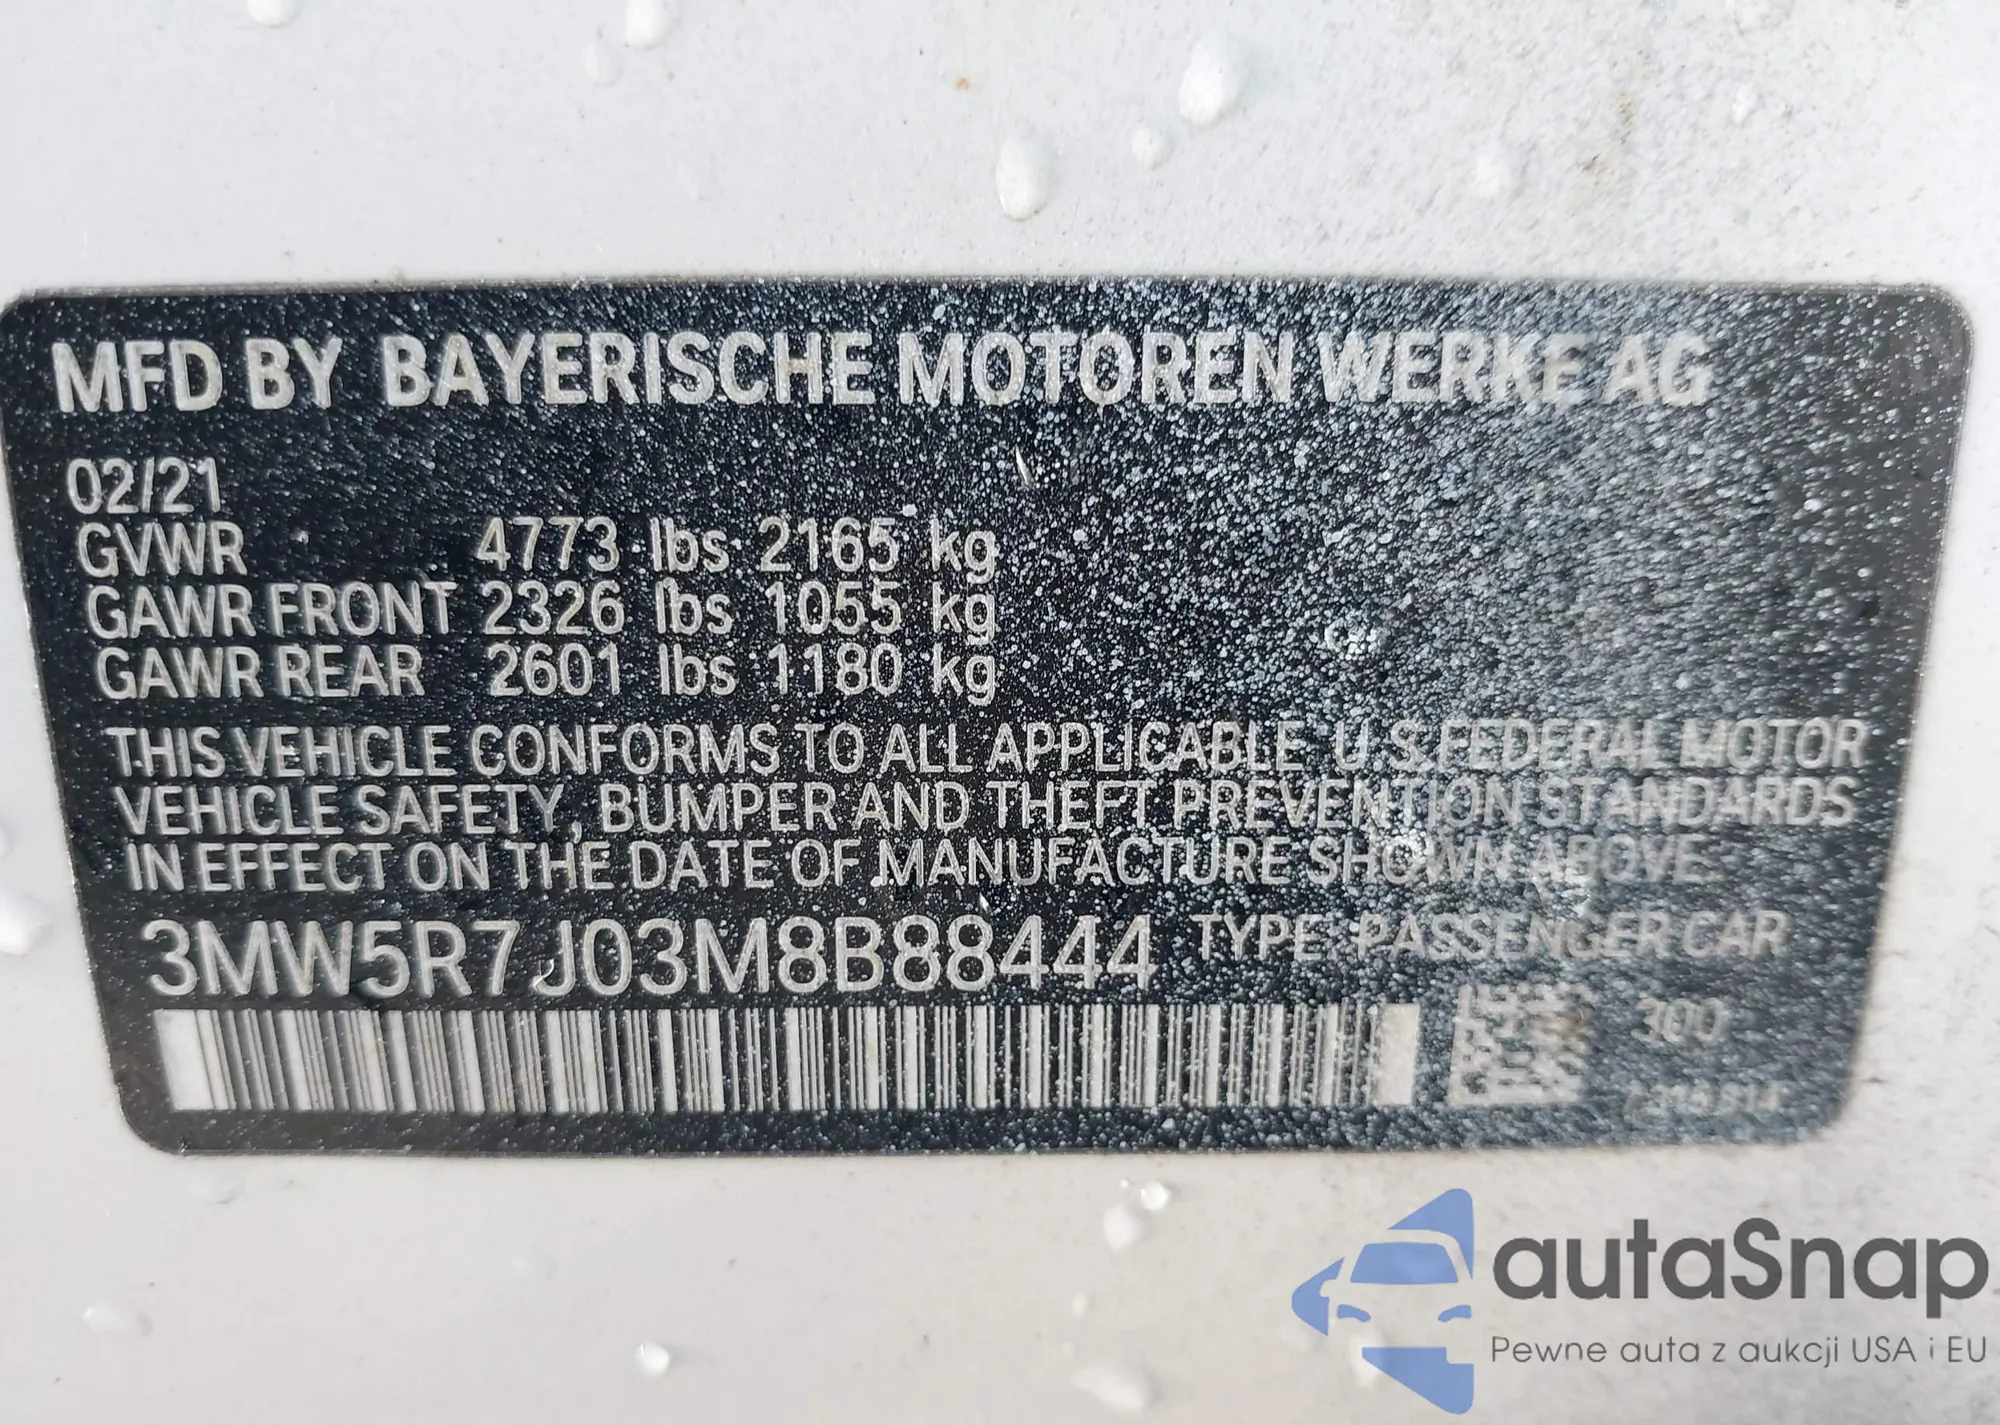 MFD BY BAYERISCHE MOTOREN WERKE AG
02/21
GVWR 4773 lbs 2165 kg
GAWR FRONT 2326 lbs 1055 kg
GAWR REAR 2601 lbs 1180 kg
THIS VEHICLE CONFORMS TO ALL APPLICABLE U.S.FEDERAL MOTOR
VEHICLE SAFETY, BUMPER AND THEFT PREVENTION STANDARDS
IN EFFECT ON THE DATE OF MANUFACTURE SHOWN ABOVE.
3MW5R7J03M8B88444 TYPE: PASSENGER CAR
300
autaSnap
Pewne auta z aukcji USA i EU